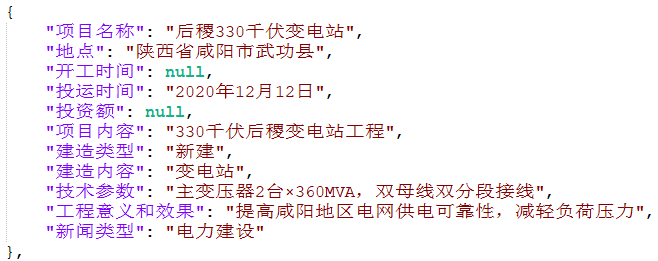 {
"项目名称": "后稷330千伏变电站",
"地点": "陕西省咸阳市武功县",
"开工时间": null,
"投运时间": "2020年12月12日",
"投资额": null,
"项目内容": "330千伏后稷变电站工程",
"建造类型": "新建",
"建造内容": "变电站",
"技术参数": "主变压器2台×360MVA，双母线双分段接线",
"工程意义和效果": "提高咸阳地区电网供电可靠性，减轻负荷压力",
"新闻类型": "电力建设"
},